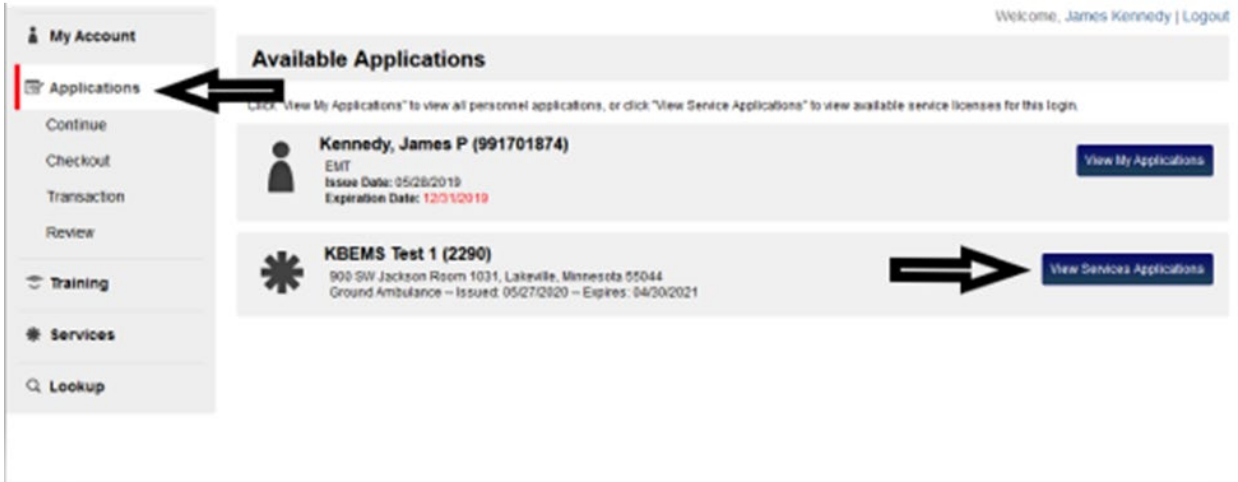 Welcome, James Kennedy | Logout
My Account
Applications
Continue
Checkout
Transaction
Review
Training
Services
Lookup
Available Applications
Click "View My Applications" to view all personnel applications, or click "View Service Applications" to view available service licenses for this login.
Kennedy, James P (991701874)
EMT
Issue Date: 05/28/2019
Expiration Date: 12/31/2019
View My Applications
KBEMS Test 1 (2290)
900 SW Jackson Room 1031, Lakeville, Minnesota 55044
Ground Ambulance -- Issued: 05/27/2020 -- Expires: 04/30/2021
View Services Applications